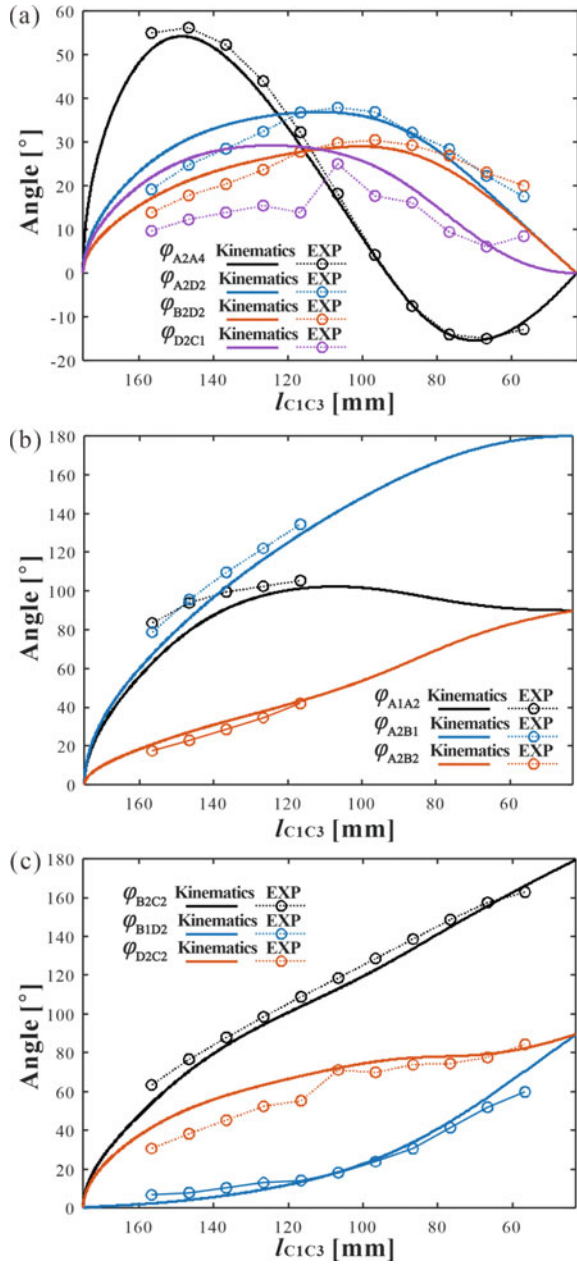 (a)
60
50
40
30
20
10
0
-10
-20
Angle [°]
φA2A4 Kinematics EXP
φA2D2 Kinematics EXP
φB2D2 Kinematics EXP
φD2C1 Kinematics EXP
160 140 120 100 80 60
lC1C3 [mm]
(b)
180
160
140
120
100
80
60
40
20
0
Angle [°]
φA1A2 Kinematics EXP
φA2B1 Kinematics EXP
φA2B2 Kinematics EXP
160 140 120 100 80 60
lC1C3 [mm]
(c)
180
160
140
120
100
80
60
40
20
0
Angle [°]
φB2C2 Kinematics EXP
φB1D2 Kinematics EXP
φD2C2 Kinematics EXP
160 140 120 100 80 60
lC1C3 [mm]